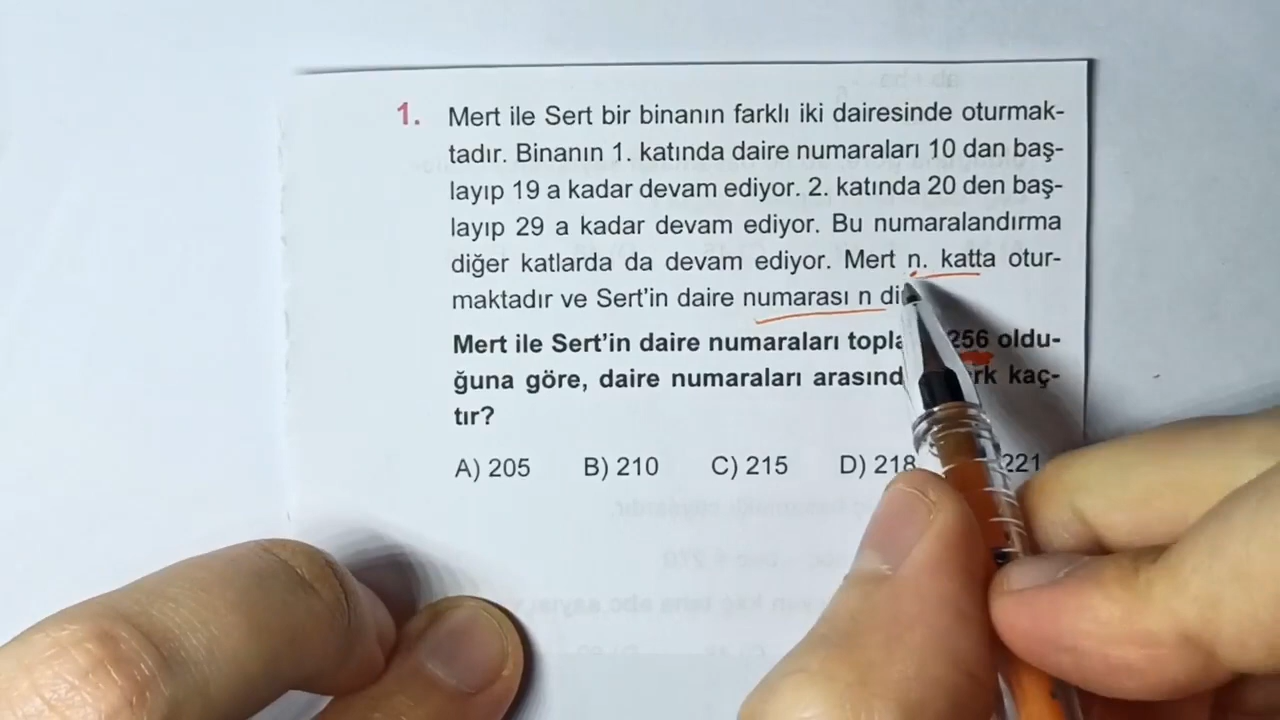 1. Mert ile Sert bir binanın farklı iki dairesinde oturmak-
tadır. Binanın 1. katında daire numaraları 10 dan baş-
layıp 19 a kadar devam ediyor. 2. katında 20 den baş-
layıp 29 a kadar devam ediyor. Bu numaralandırma
diğer katlarda da devam ediyor. Mert n. katta otur-
maktadır ve Sert'in daire numarası n
Mert ile Sert'in daire numaraları 256 oldu-
ğuna göre, daire numaraları kaç-
tır?
A) 205 B) 210 C) 215 D) 218 221